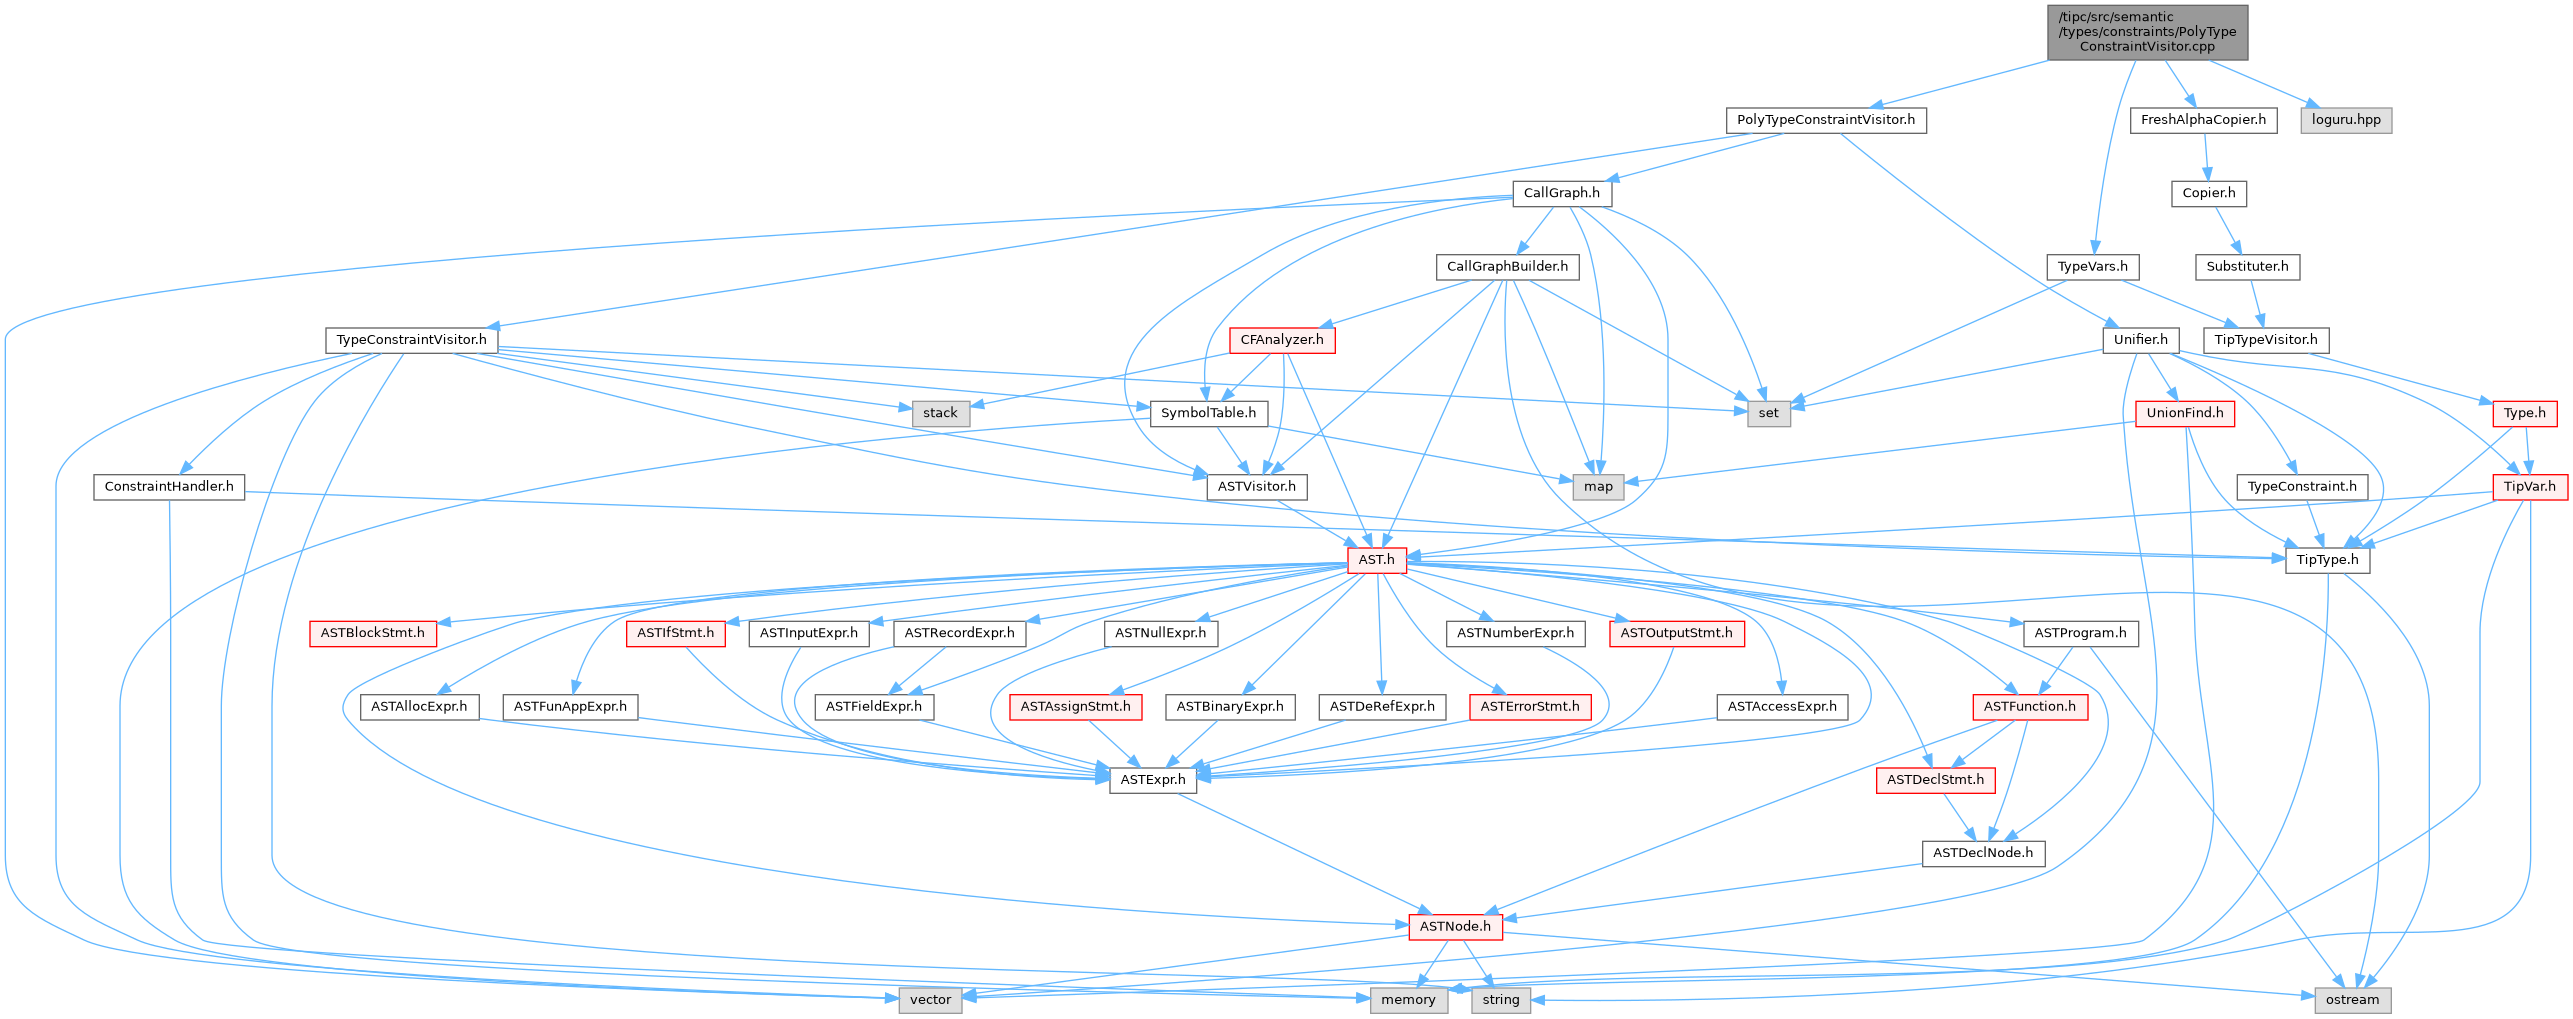 /tipc/src/semantic
/types/constraints/PolyType
ConstraintVisitor.cpp
PolyTypeConstraintVisitor.h
FreshAlphaCopier.h
loguru.hpp
CallGraph.h
Copier.h
CallGraphBuilder.h
TypeVars.h
Substituter.h
TypeConstraintVisitor.h
CFAnalyzer.h
Unifier.h
TipTypeVisitor.h
stack
SymbolTable.h
set
UnionFind.h
Type.h
ConstraintHandler.h
ASTVisitor.h
map
TypeConstraint.h
TipVar.h
AST.h
TipType.h
ASTBlockStmt.h
ASTIfStmt.h
ASTInputExpr.h
ASTRecordExpr.h
ASTNullExpr.h
ASTNumberExpr.h
ASTOutputStmt.h
ASTProgram.h
ASTAllocExpr.h
ASTFunAppExpr.h
ASTFieldExpr.h
ASTAssignStmt.h
ASTBinaryExpr.h
ASTDeRefExpr.h
ASTErrorStmt.h
ASTAccessExpr.h
ASTFunction.h
ASTExpr.h
ASTDeclStmt.h
ASTDeclNode.h
ASTNode.h
vector
memory
string
ostream